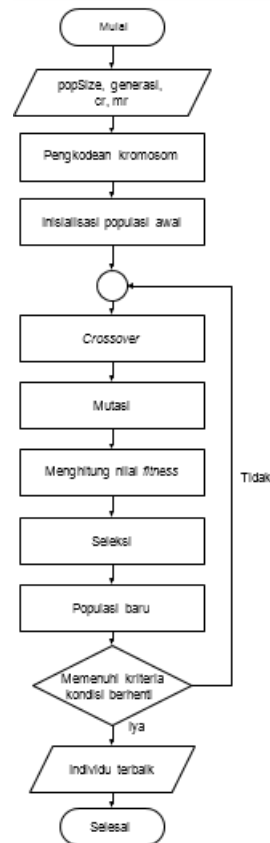 Mulai
popSize, generasi,
cr, mr
Pengkodean kromosom
Inisialisasi populasi awal
Crossover
Mutasi
Menghitung nilai fitness
Tidak
Seleksi
Populasi baru
Memenuhi kriteria
kondisi berhenti
Iya
Individu terbaik
Selesai